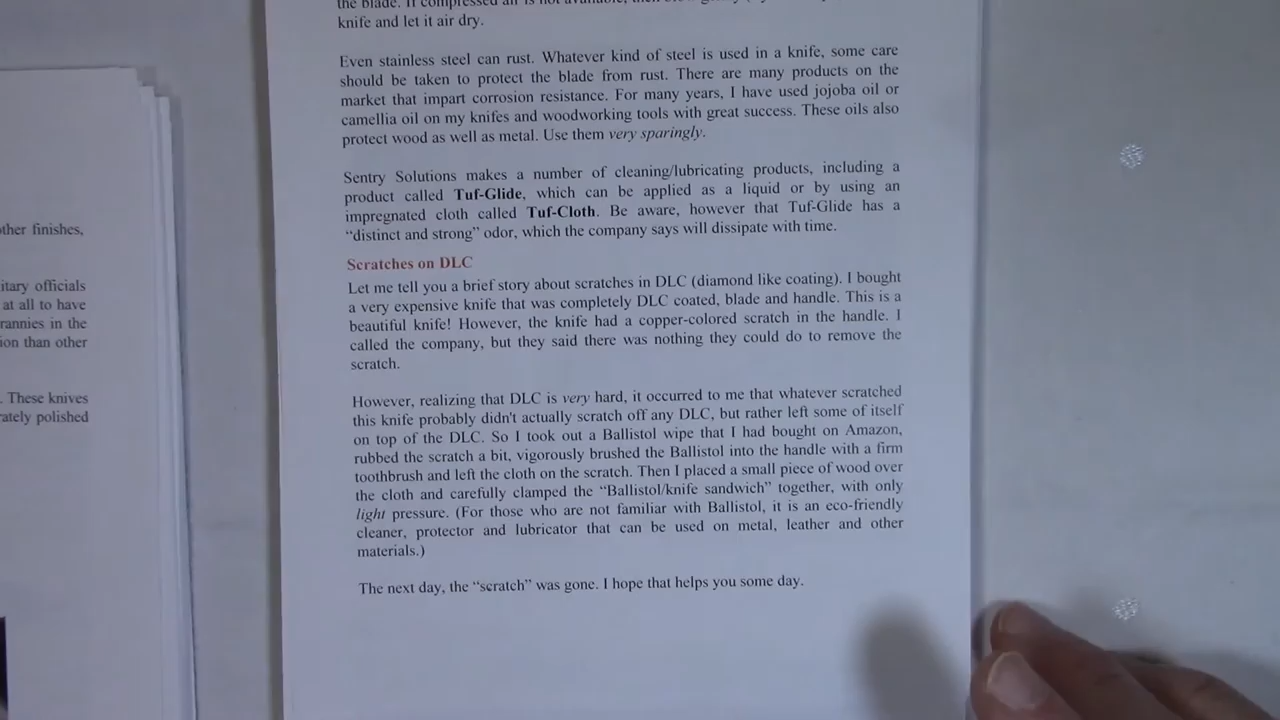 ther finishes,
itary officials
at all to have
rannies in the
ion than other
. These knives
rately polished
the blade. If compressed air is not available, then
knife and let it air dry.
Even stainless steel can rust. Whatever kind of steel is used in a knife, some care
should be taken to protect the blade from rust. There are many products on the
market that impart corrosion resistance. For many years, I have used jojoba oil or
camellia oil on my knifes and woodworking tools with great success. These oils also
protect wood as well as metal. Use them very sparingly.
Sentry Solutions makes a number of cleaning/lubricating products, including a
product called Tuf-Glide, which can be applied as a liquid or by using an
impregnated cloth called Tuf-Cloth. Be aware, however that Tuf-Glide has a
“distinct and strong” odor, which the company says will dissipate with time.
Scratches on DLC
Let me tell you a brief story about scratches in DLC (diamond like coating). I bought
a very expensive knife that was completely DLC coated, blade and handle. This is a
beautiful knife! However, the knife had a copper-colored scratch in the handle. I
called the company, but they said there was nothing they could do to remove the
scratch.
However, realizing that DLC is very hard, it occurred to me that whatever scratched
this knife probably didn't actually scratch off any DLC, but rather left some of itself
on top of the DLC. So I took out a Ballistol wipe that I had bought on Amazon,
rubbed the scratch a bit, vigorously brushed the Ballistol into the handle with a firm
toothbrush and left the cloth on the scratch. Then I placed a small piece of wood over
the cloth and carefully clamped the “Ballistol/knife sandwich” together, with only
light pressure. (For those who are not familiar with Ballistol, it is an eco-friendly
cleaner, protector and lubricator that can be used on metal, leather and other
materials.)
The next day, the “scratch” was gone. I hope that helps you some day.